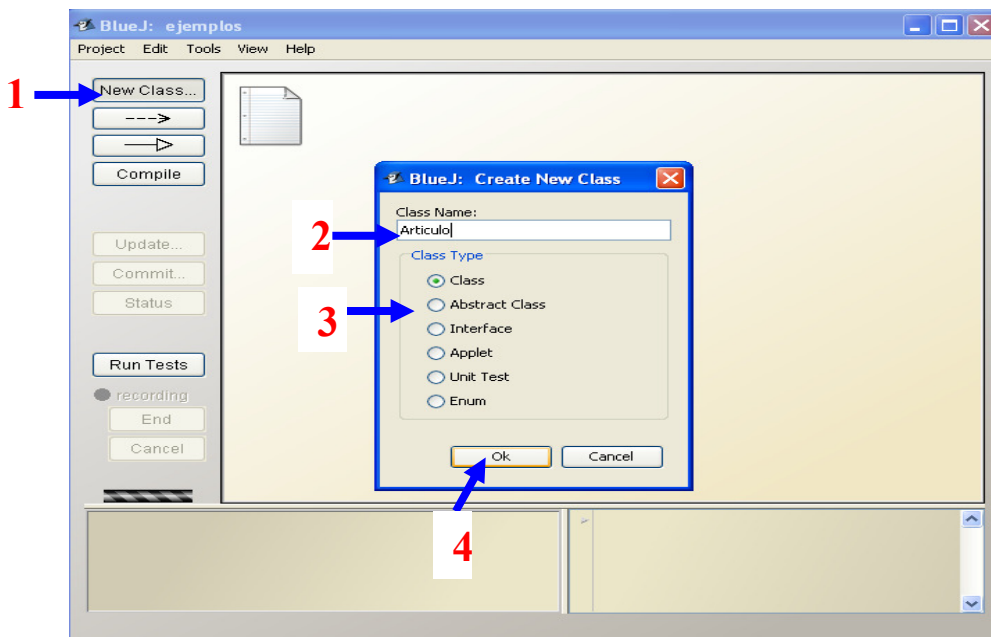 BlueJ: ejemplos
Project Edit Tools View Help
1
New Class...
--->
Compile
Update...
Commit...
Status
Run Tests
recording
End
Cancel
BlueJ: Create New Class
Class Name:
2
Articulo
Class Type
Class
3
Abstract Class
Interface
Applet
Unit Test
Enum
Ok Cancel
4